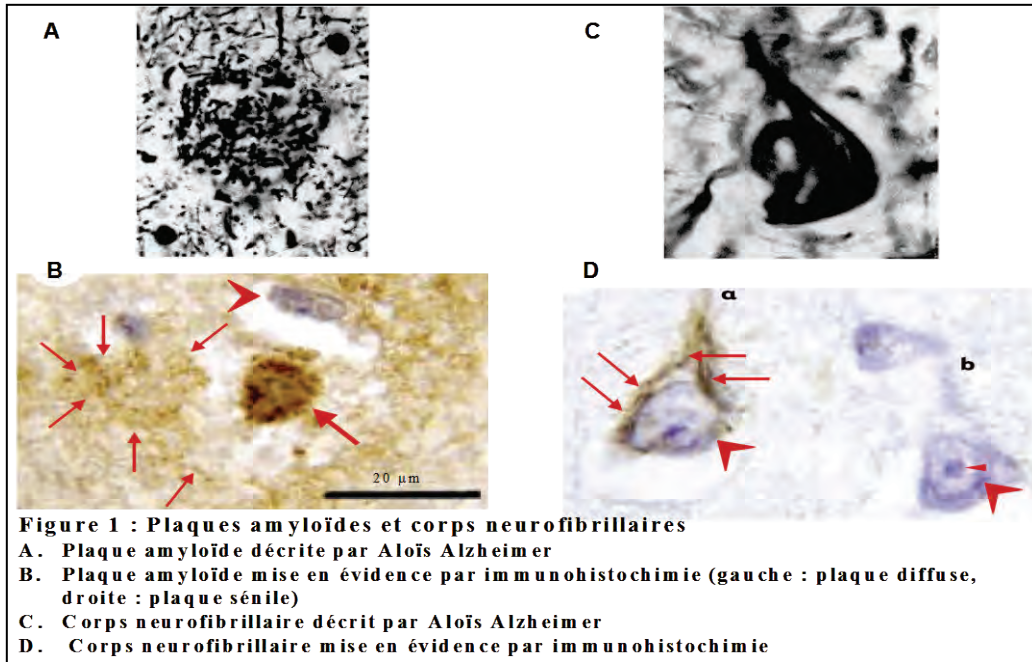 A
C
B
D
a
b
20 µm
Figure 1 : Plaques amyloïdes et corps neurofibrillaires
A. Plaque amyloïde décrite par Aloïs Alzheimer
B. Plaque amyloïde mise en évidence par immunohistochimie (gauche : plaque diffuse,
droite : plaque sénile)
C. Corps neurofibrillaire décrit par Aloïs Alzheimer
D. Corps neurofibrillaire mise en évidence par immunohistochimie